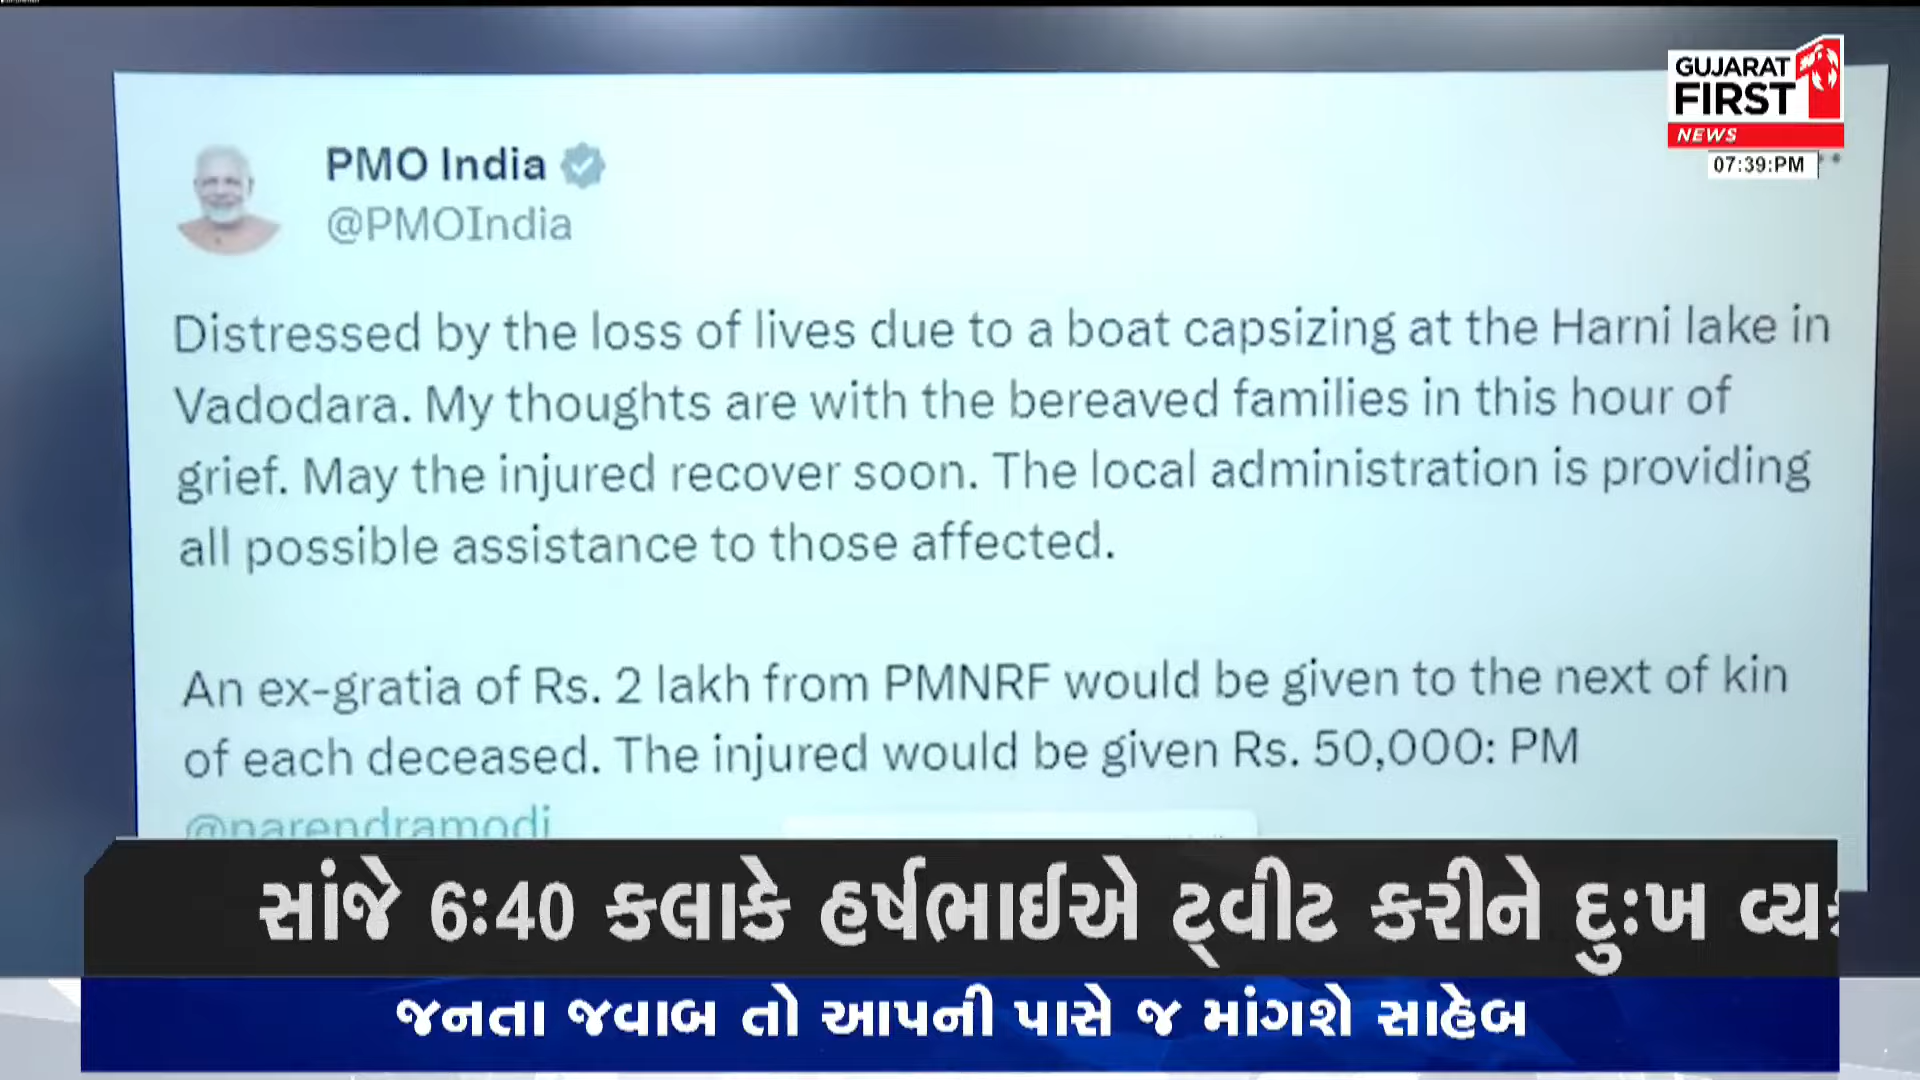 GUJARAT
FIRST
NEWS
07:39:PM
PMO India
@PMOIndia
Distressed by the loss of lives due to a boat capsizing at the Harni lake in
Vadodara. My thoughts are with the bereaved families in this hour of
grief. May the injured recover soon. The local administration is providing
all possible assistance to those affected.
An ex-gratia of Rs. 2 lakh from PMNRF would be given to the next of kin
of each deceased. The injured would be given Rs. 50,000: PM
@narendramodi
સાંજે 6:40 કલાકે હર્ષભાઈએ ટ્વીટ કરીને દુઃખ
જનતા જવાબ તો આપની પાસે જ માંગશે સાહેબ